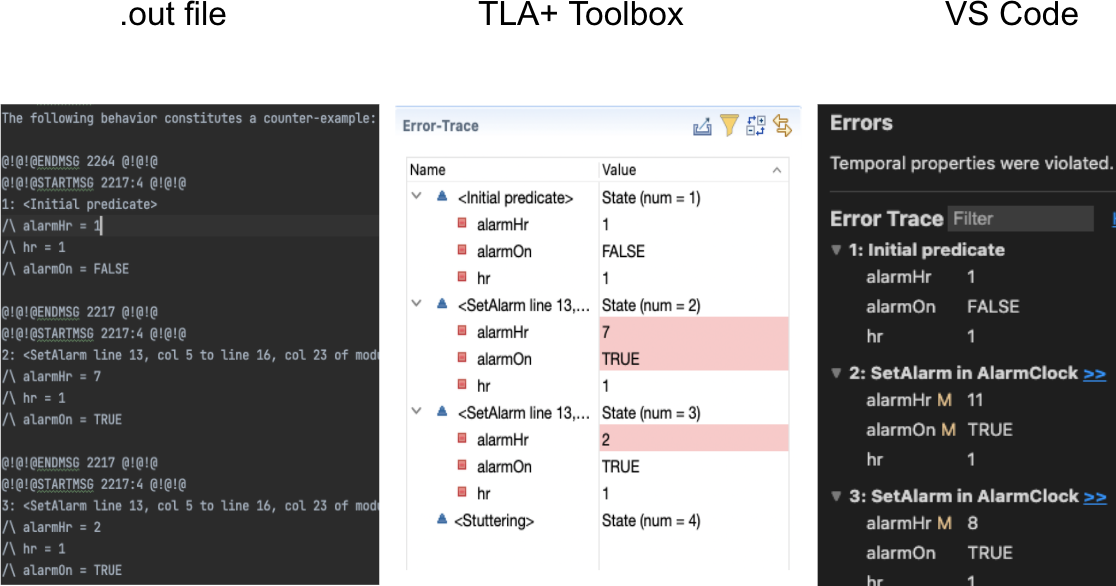 .out file
TLA+ Toolbox
VS Code
The following behavior constitutes a counter-example:
@!@!@ENDMSG 2264 @!@!@
@!@!@STARTMSG 2217:4 @!@!@
1: <Initial predicate>
/\ alarmHr = 1
/\ hr = 1
/\ alarmOn = FALSE
@!@!@ENDMSG 2217 @!@!@
@!@!@STARTMSG 2217:4 @!@!@
2: <SetAlarm line 13, col 5 to line 16, col 23 of modu
/\ alarmHr = 7
/\ hr = 1
/\ alarmOn = TRUE
@!@!@ENDMSG 2217 @!@!@
@!@!@STARTMSG 2217:4 @!@!@
3: <SetAlarm line 13, col 5 to line 16, col 23 of modu
/\ alarmHr = 2
/\ hr = 1
/\ alarmOn = TRUE
Error-Trace
Name Value
<Initial predicate> State (num = 1)
alarmHr 1
alarmOn FALSE
hr 1
<SetAlarm line 13,... State (num = 2)
alarmHr 7
alarmOn TRUE
hr 1
<SetAlarm line 13,... State (num = 3)
alarmHr 2
alarmOn TRUE
hr 1
<Stuttering> State (num = 4)
Errors
Temporal properties were violated.
Error Trace Filter
1: Initial predicate
alarmHr 1
alarmOn FALSE
hr 1
2: SetAlarm in AlarmClock >>
alarmHr M 11
alarmOn M TRUE
hr 1
3: SetAlarm in AlarmClock >>
alarmHr M 8
alarmOn TRUE
hr 1